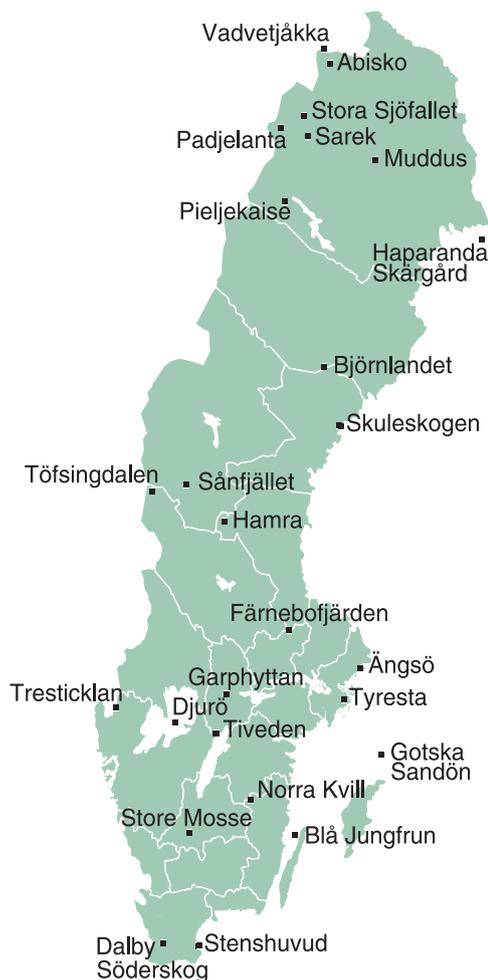 Vadvetjåkka
Abisko
Stora Sjöfallet
Padjelanta
Sarek
Muddus
Pieljekaise
Haparanda
Skärgård
Björnlandet
Skuleskogen
Töfsingdalen
Sånfjället
Hamra
Färnebofjärden
Ängsö
Garphyttan
Tresticklan
Djurö
Tyresta
Tiveden
Gotska
Sandön
Norra Kvill
Store Mosse
Blå Jungfrun
Dalby
Söderskog
Stenshuvud